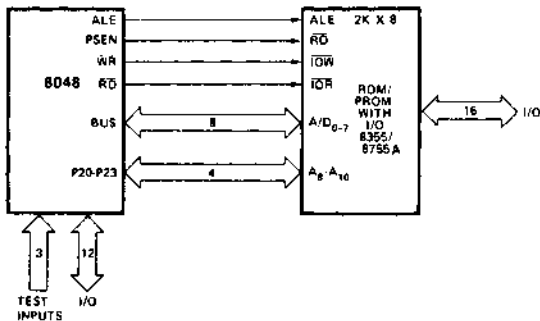 ALE
PSEN
WR
RD
8048
BUS
P20-P23
8
4
ALE 2K X 8
RD
IOW
IOR
ROM/
PROM
WITH
I/O
8355/
8755A
A/D0-7
A8-A10
16
I/O
3
12
TEST
INPUTS
I/O